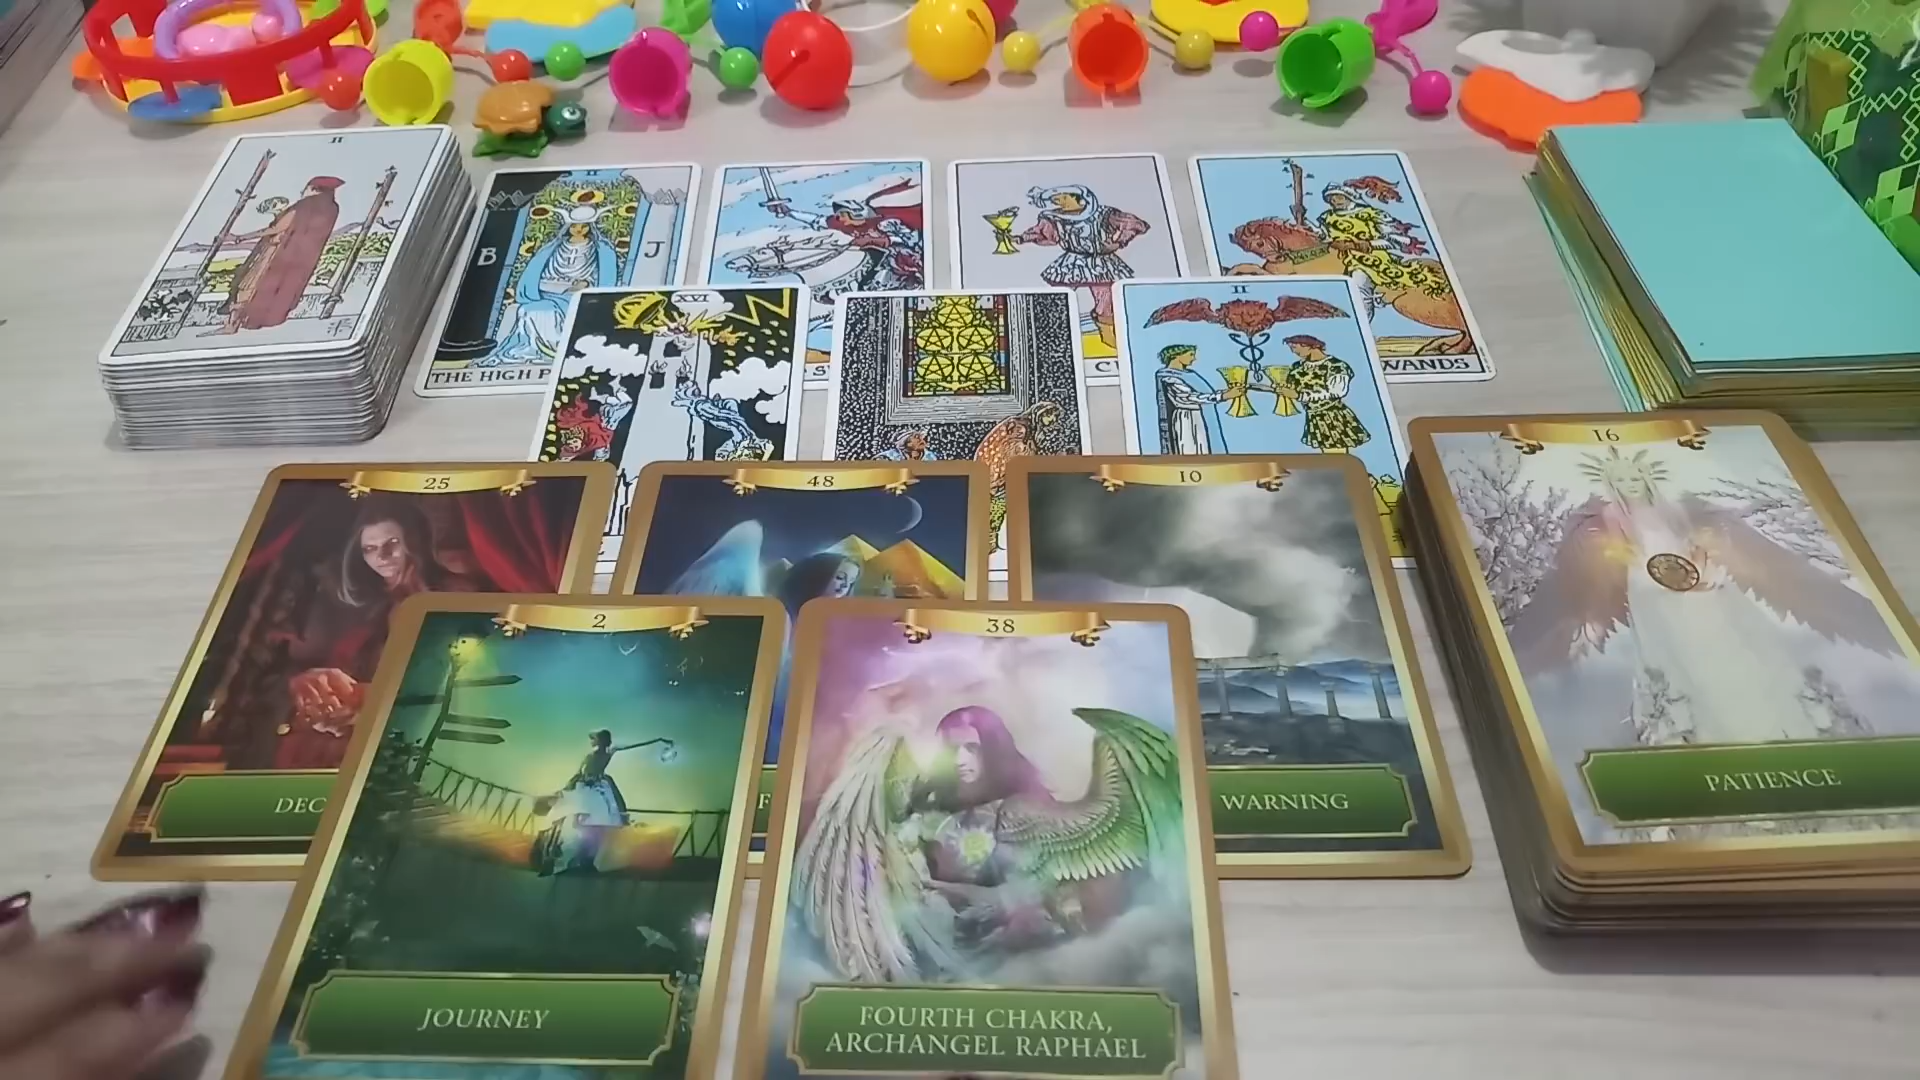 II
II
B
J
THE HIGH P
S
C
WANDS
XVI
II
16
PATIENCE
25
48
10
DEC
F
WARNING
2
JOURNEY
38
FOURTH CHAKRA,
ARCHANGEL RAPHAEL